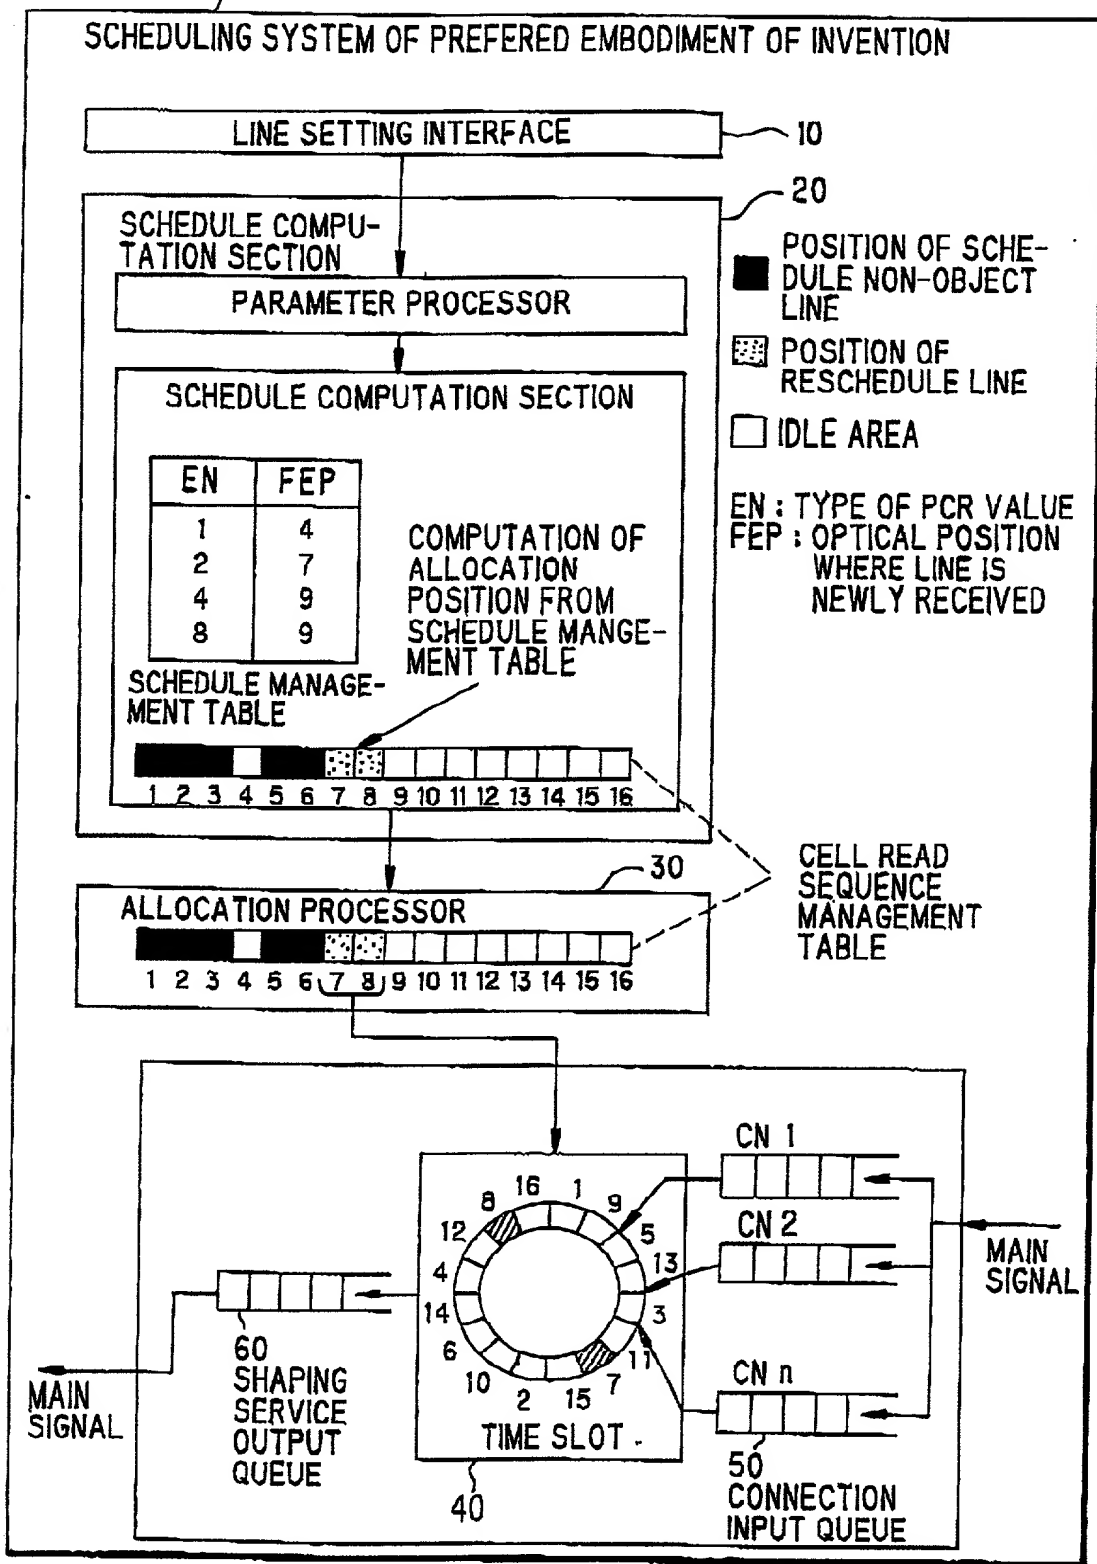 SCHEDULING SYSTEM OF PREFERED EMBODIMENT OF INVENTION
LINE SETTING INTERFACE
10
20
SCHEDULE COMPU-
TATION SECTION
PARAMETER PROCESSOR
SCHEDULE COMPUTATION SECTION
EN FEP
1 4
2 7
4 9
8 9
SCHEDULE MANAGE-
MENT TABLE
COMPUTATION OF
ALLOCATION
POSITION FROM
SCHEDULE MANGE-
MENT TABLE
1 2 3 4 5 6 7 8 9 10 11 12 13 14 15 16
POSITION OF SCHE-
DULE NON-OBJECT
LINE
POSITION OF
RESCHEDULE LINE
IDLE AREA
EN : TYPE OF PCR VALUE
FEP : OPTICAL POSITION
WHERE LINE IS
NEWLY RECEIVED
CELL READ
SEQUENCE
MANAGEMENT
TABLE
30
ALLOCATION PROCESSOR
1 2 3 4 5 6 7 8 9 10 11 12 13 14 15 16
16 1 9 5 13 3 11 7 15 2 10 6 14 4 12 8
TIME SLOT
40
CN 1
CN 2
CN n
50
CONNECTION
INPUT QUEUE
MAIN
SIGNAL
60
SHAPING
SERVICE
OUTPUT
QUEUE
MAIN
SIGNAL